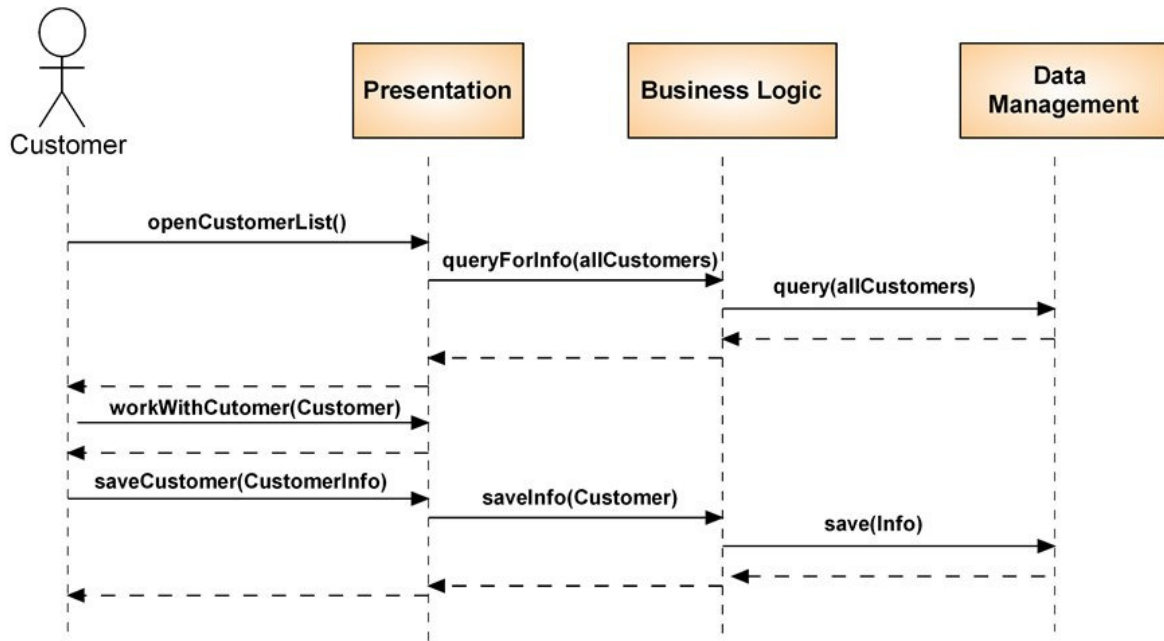 Customer
Presentation
Business Logic
Data
Management
openCustomerList()
queryForInfo(allCustomers)
query(allCustomers)
workWithCutomer(Customer)
saveCustomer(CustomerInfo)
saveInfo(Customer)
save(Info)